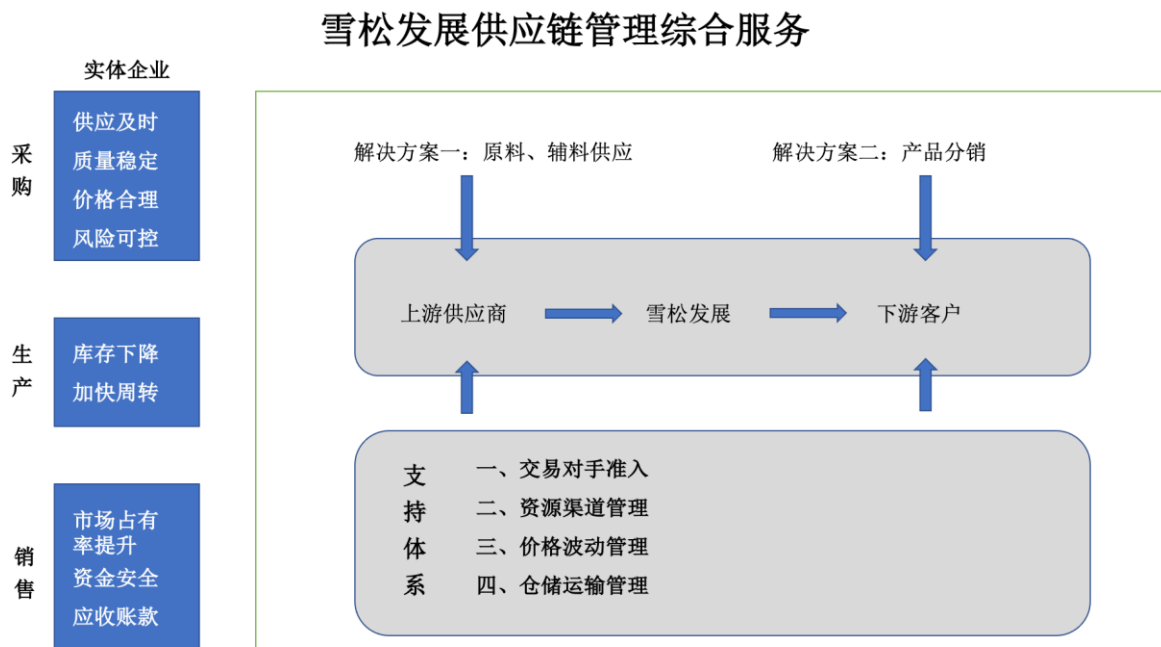 雪松发展供应链管理综合服务
实体企业
采购
供应及时
质量稳定
价格合理
风险可控
生产
库存下降
加快周转
销售
市场占有
率提升
资金安全
应收账款
解决方案一：原料、辅料供应
解决方案二：产品分销
上游供应商
雪松发展
下游客户
支持体系
一、交易对手准入
二、资源渠道管理
三、价格波动管理
四、仓储运输管理